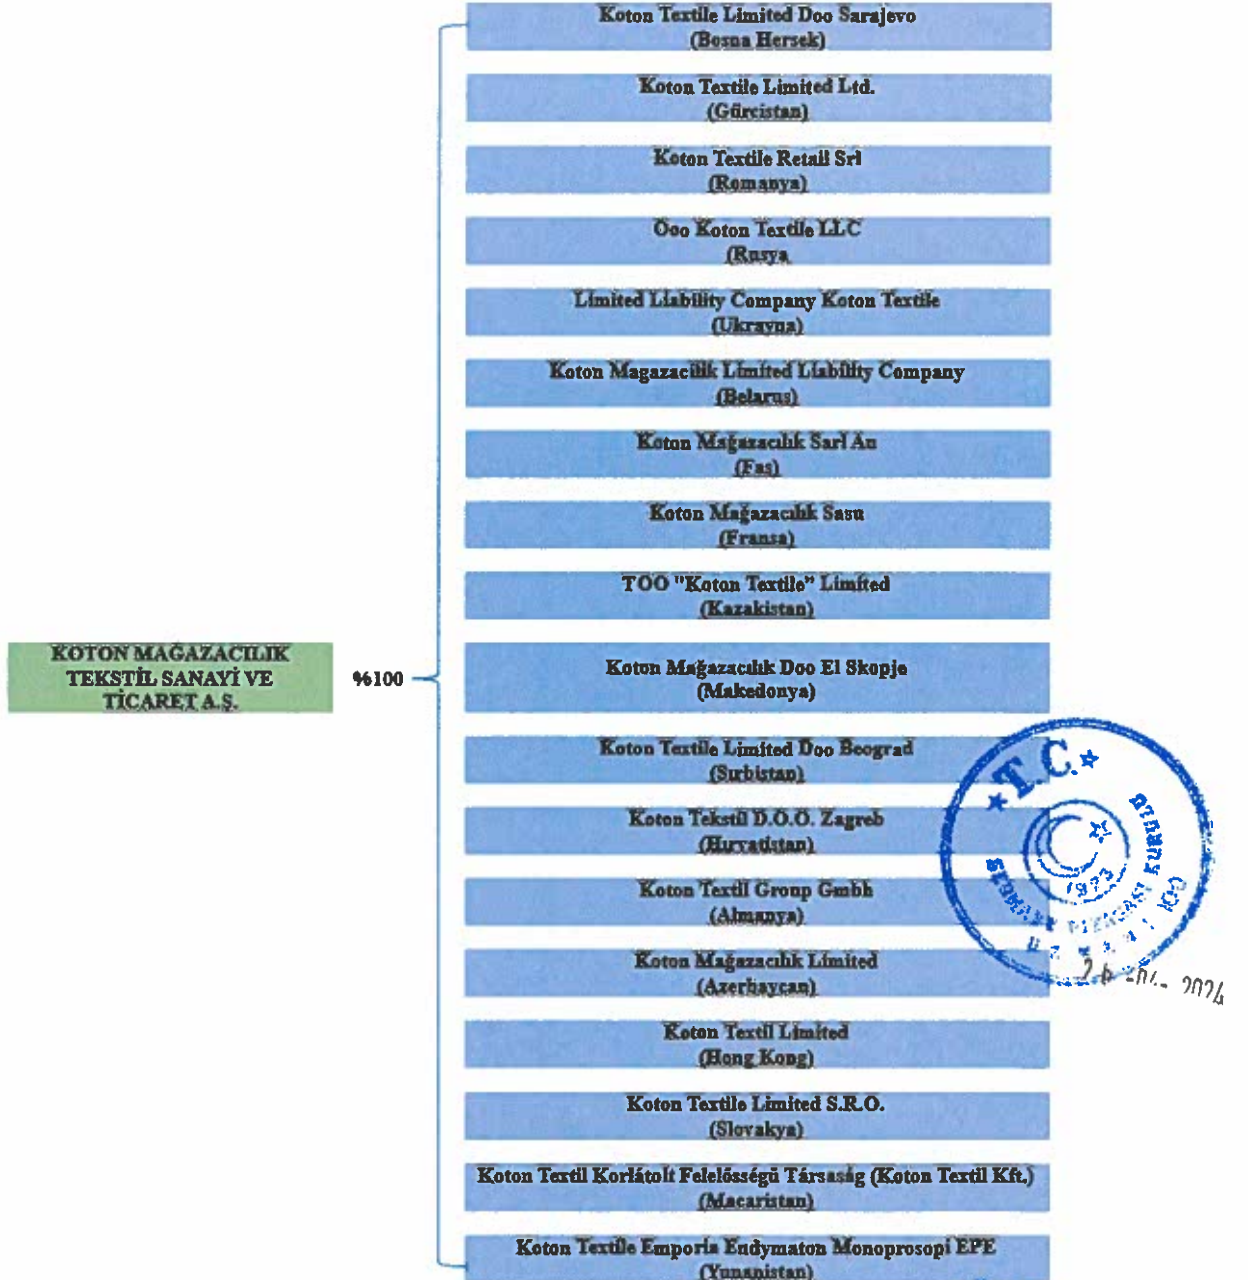 Koton Textile Limited Doo Sarajevo
(Bosna Hersek)
Koton Textile Limited Ltd.
(Gürcistan)
Koton Textile Retail Srl
(Romanya)
Ooo Koton Textile LLC
(Rusya
Limited Liability Company Koton Textile
(Ukrayna)
Koton Magazacilik Limited Liability Company
(Belarus)
Koton Mağazacılık Sarl Au
(Fas)
Koton Mağazacılık Sasu
(Fransa)
TOO "Koton Textile" Limited
(Kazakistan)
KOTON MAĞAZACILIK
TEKSTİL SANAYİ VE
TİCARET A.Ş.
%100
Koton Mağazacılık Doo El Skopje
(Makedonya)
Koton Textile Limited Doo Beograd
(Sırbistan)
Koton Tekstil D.O.O. Zagreb
(Hırvatistan)
Koton Textil Group Gmbh
(Almanya)
Koton Mağazacılık Limited
(Azerbaycan)
Koton Textil Limited
(Hong Kong)
Koton Textile Limited S.R.O.
(Slovakya)
Koton Textil Korlátolt Felelősségű Társaság (Koton Textil Kft.)
(Macaristan)
Koton Textile Emporia Endymaton Monoprosopi EPE
(Yunanistan)
T.C.
2024